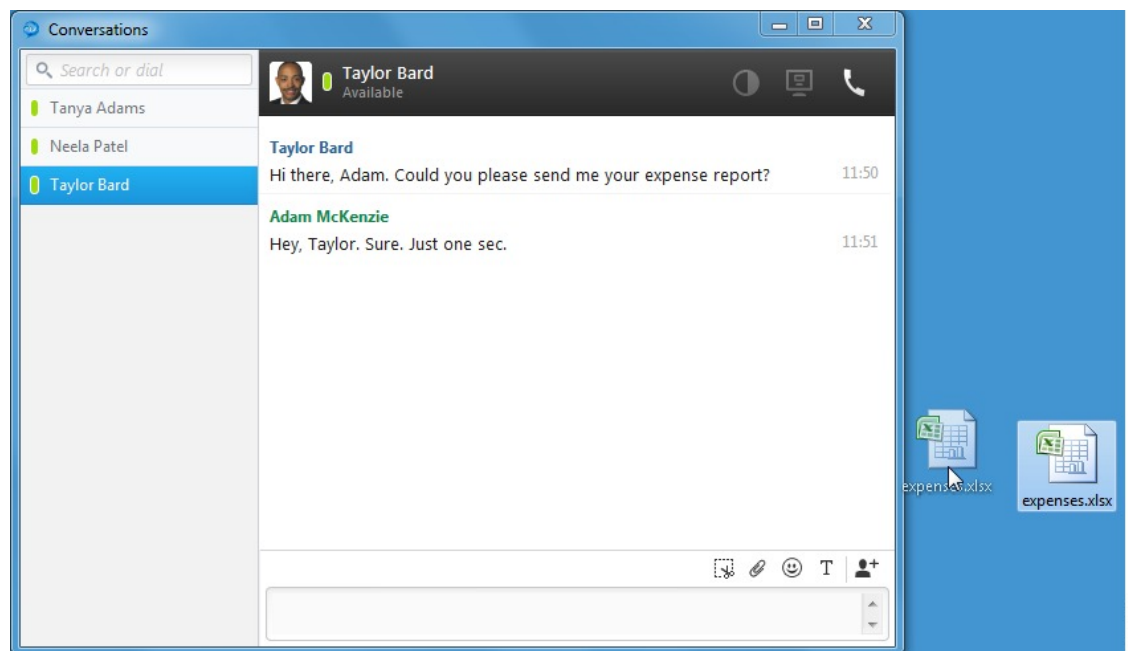 Conversations
Search or dial
Tanya Adams
Neela Patel
Taylor Bard
Taylor Bard
Available
Taylor Bard
Hi there, Adam. Could you please send me your expense report? 11:50
Adam McKenzie
Hey, Taylor. Sure. Just one sec. 11:51
T
expenses.xlsx
expenses.xlsx